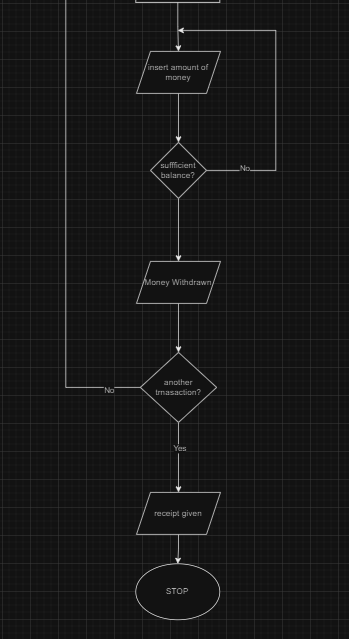 insert amount of
money
sufficient
balance?
No
Money Withdrawn
another
trnasaction?
No
Yes
receipt given
STOP